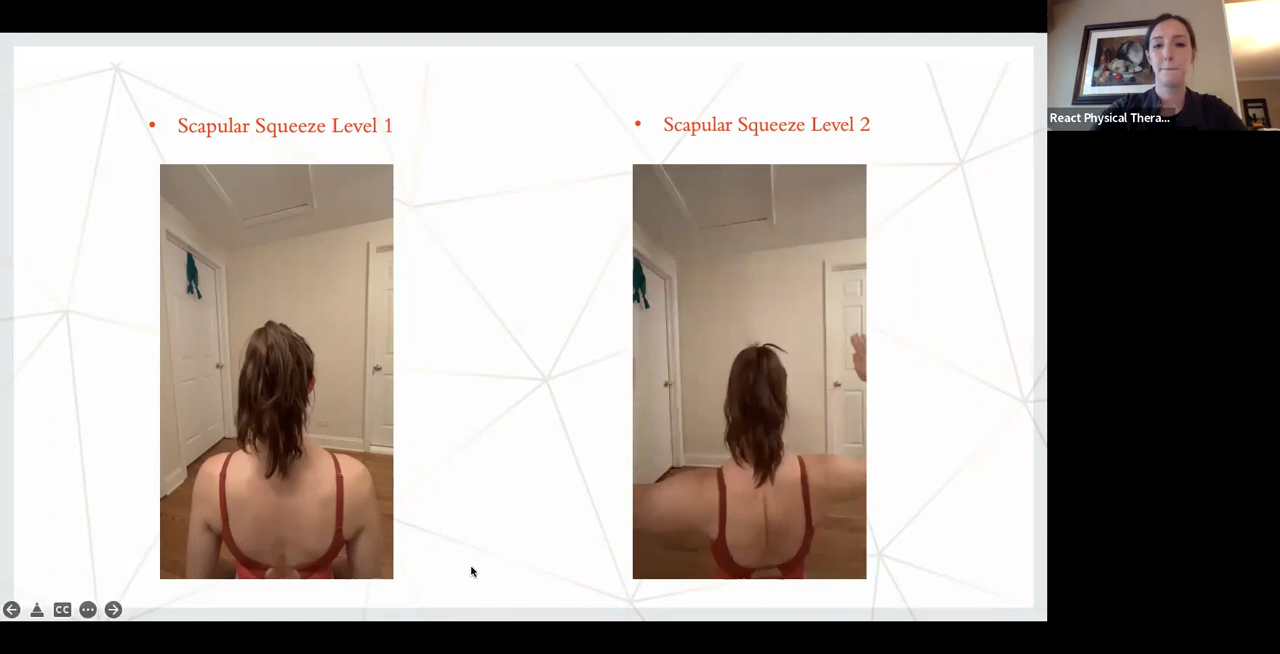 • Scapular Squeeze Level 1
• Scapular Squeeze Level 2
React Physical Thera...
CC